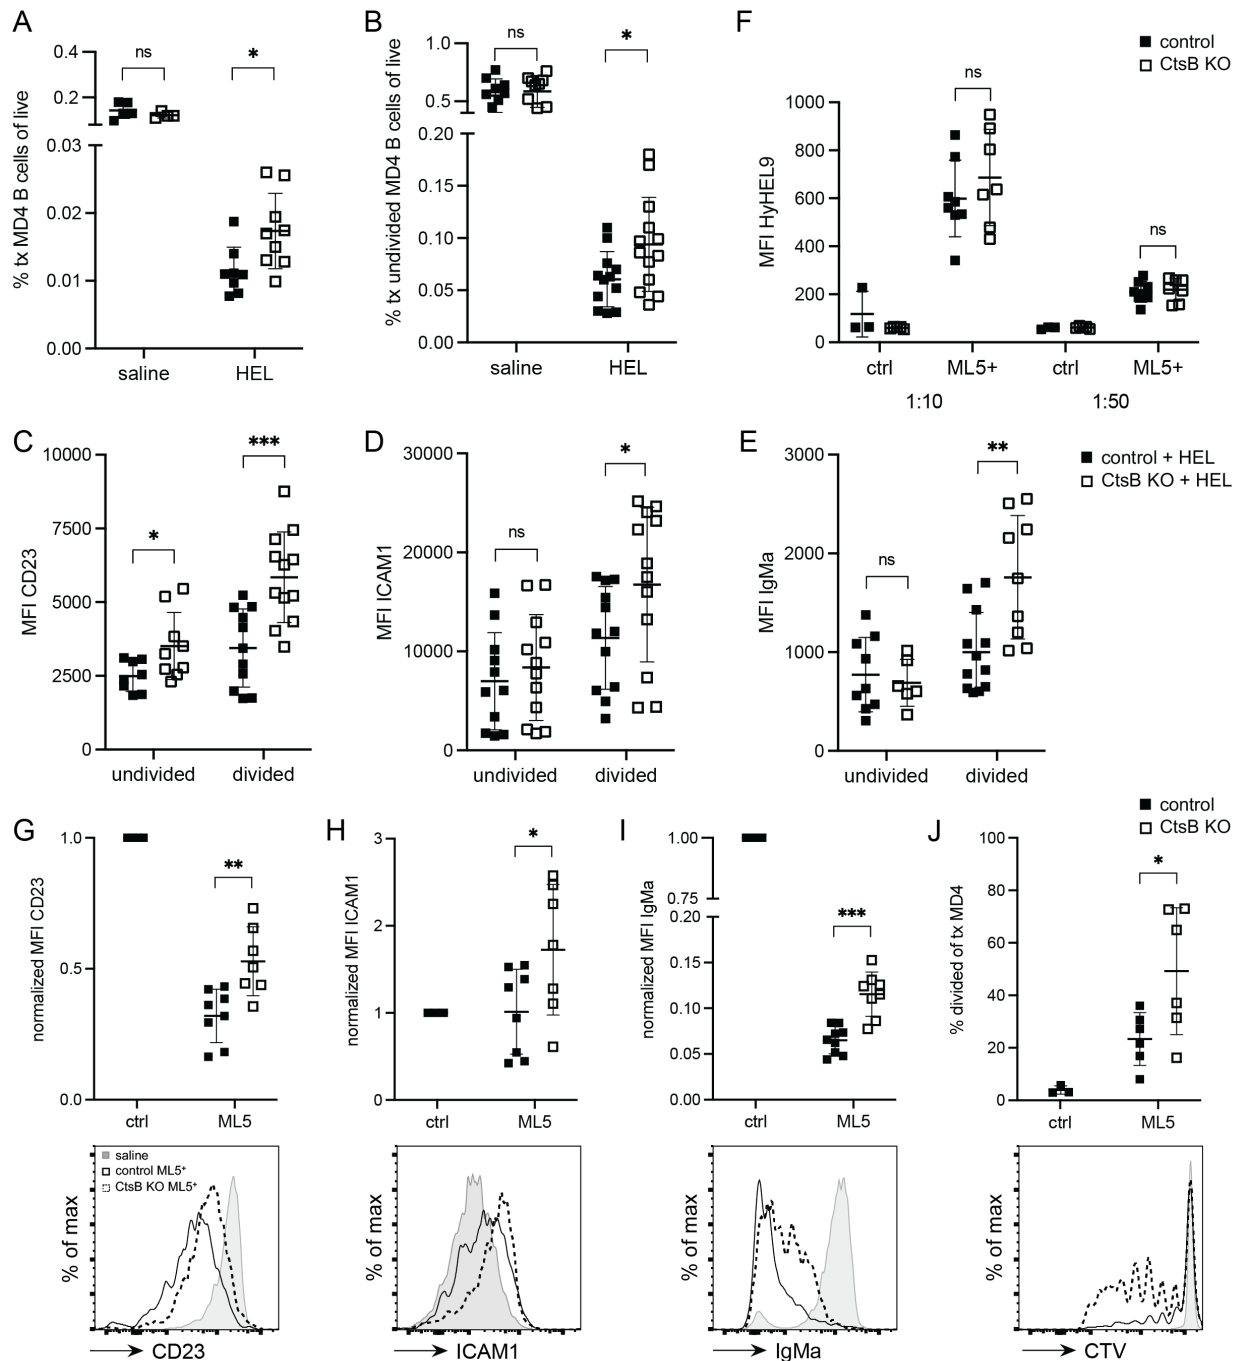 A
% tx MD4 B cells of live
0.4
0.2
0.03
0.02
0.01
0.00
ns
*
saline
HEL
B
% tx undivided MD4 B cells of live
1.0
0.5
0.20
0.15
0.10
0.05
0.00
ns
*
saline
HEL
F
control
CtsB KO
MFI HyHEL9
1000
800
600
400
200
0
ns
ns
ctrl
ML5+
ctrl
ML5+
1:10
1:50
C
MFI CD23
10000
7500
5000
2500
0
*
***
undivided
divided
D
MFI ICAM1
30000
20000
10000
0
ns
*
undivided
divided
E
MFI IgMa
3000
2000
1000
0
ns
**
undivided
divided
control + HEL
CtsB KO + HEL
G
normalized MFI CD23
1.0
0.5
0.0
**
ctrl
ML5
H
normalized MFI ICAM1
3
2
1
0
*
ctrl
ML5
I
normalized MFI IgMa
1.00
0.75
0.20
0.15
0.10
0.05
0.00
***
ctrl
ML5
J
control
CtsB KO
% divided of tx MD4
100
80
60
40
20
0
*
ctrl
ML5
saline
control ML5+
CtsB KO ML5+
% of max
CD23
% of max
ICAM1
% of max
IgMa
% of max
CTV